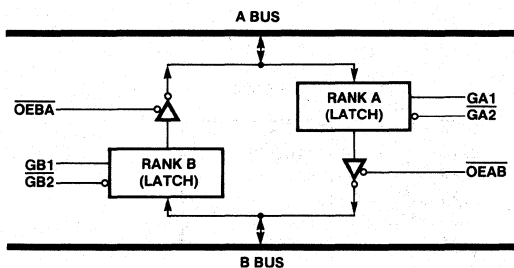 A BUS
OEBA
RANK A
(LATCH)
GA1
GA2
GB1
GB2
RANK B
(LATCH)
OEAB
B BUS